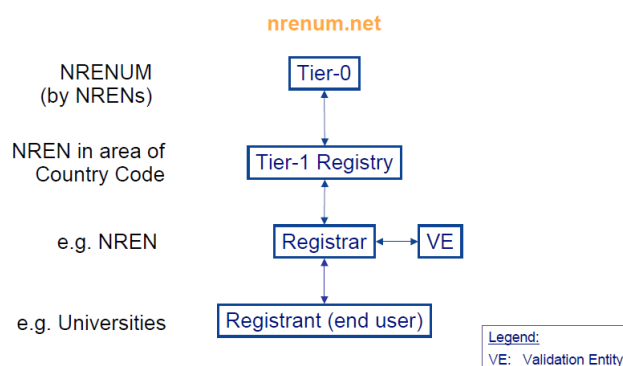 nrenum.net
NRENUM
(by NRENs)
Tier-0
NREN in area of
Country Code
Tier-1 Registry
e.g. NREN
Registrar
VE
e.g. Universities
Registrant (end user)
Legend:
VE: Validation Entity